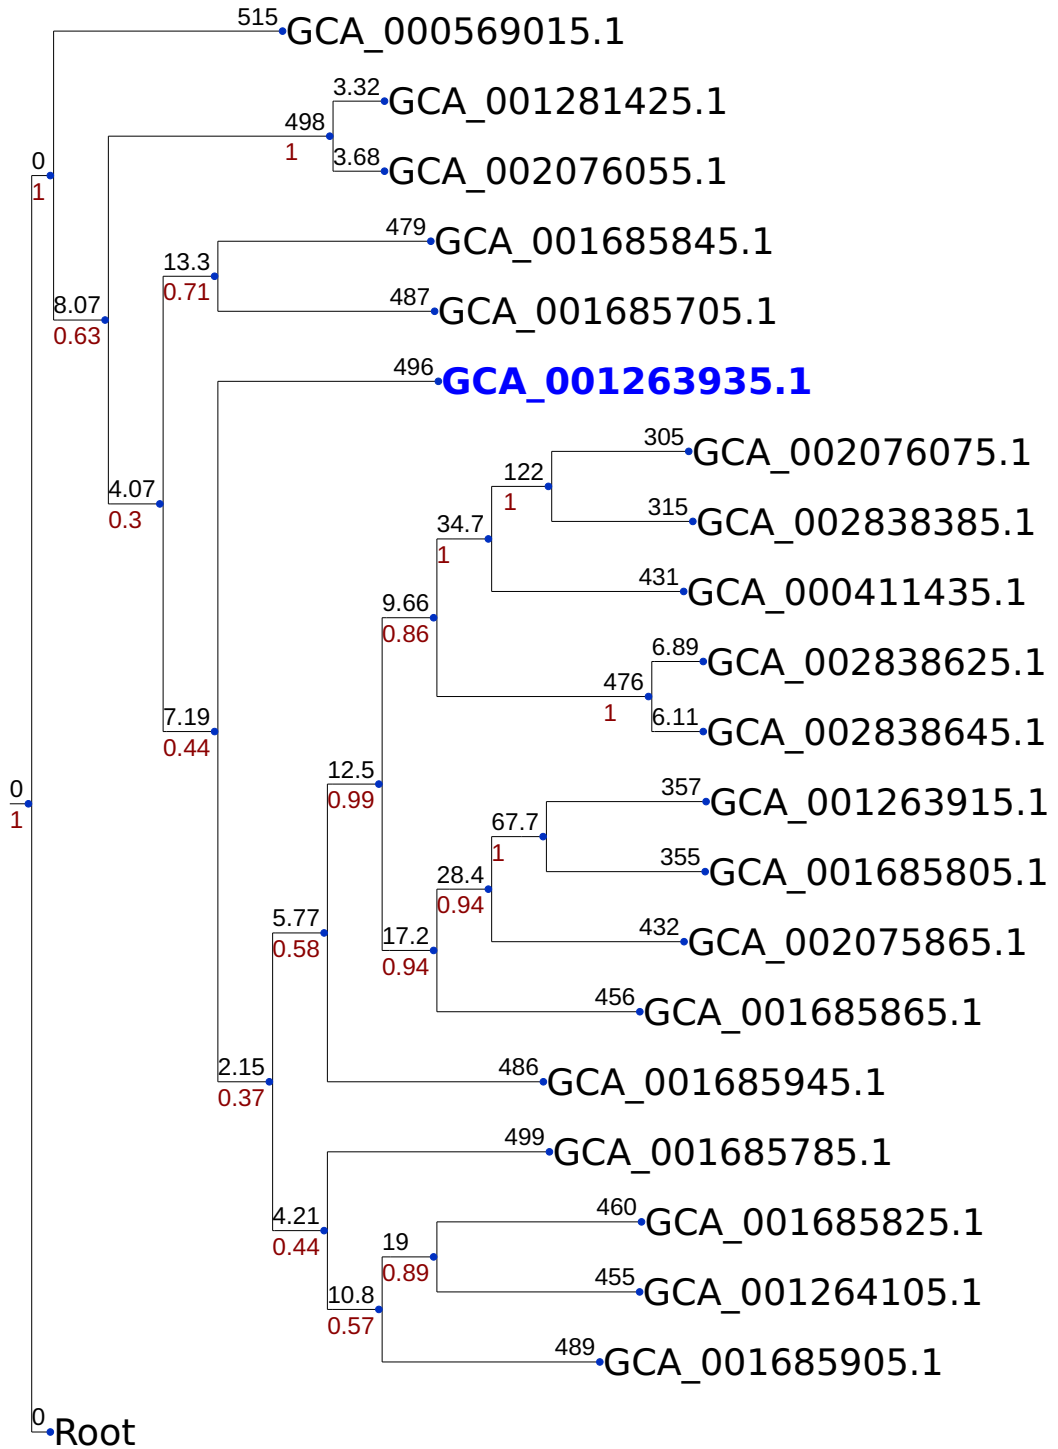 515
GCA_000569015.1
3.32
GCA_001281425.1
498
1
3.68
GCA_002076055.1
0
1
479
GCA_001685845.1
13.3
0.71
487
GCA_001685705.1
8.07
0.63
496
GCA_001263935.1
305
GCA_002076075.1
122
1
315
GCA_002838385.1
4.07
0.3
34.7
1
431
GCA_000411435.1
9.66
0.86
6.89
GCA_002838625.1
476
1
6.11
GCA_002838645.1
7.19
0.44
12.5
0.99
0
1
357
GCA_001263915.1
67.7
1
355
GCA_001685805.1
28.4
0.94
5.77
0.58
17.2
0.94
432
GCA_002075865.1
456
GCA_001685865.1
2.15
0.37
486
GCA_001685945.1
499
GCA_001685785.1
4.21
0.44
460
GCA_001685825.1
19
0.89
455
GCA_001264105.1
10.8
0.57
489
GCA_001685905.1
0
Root